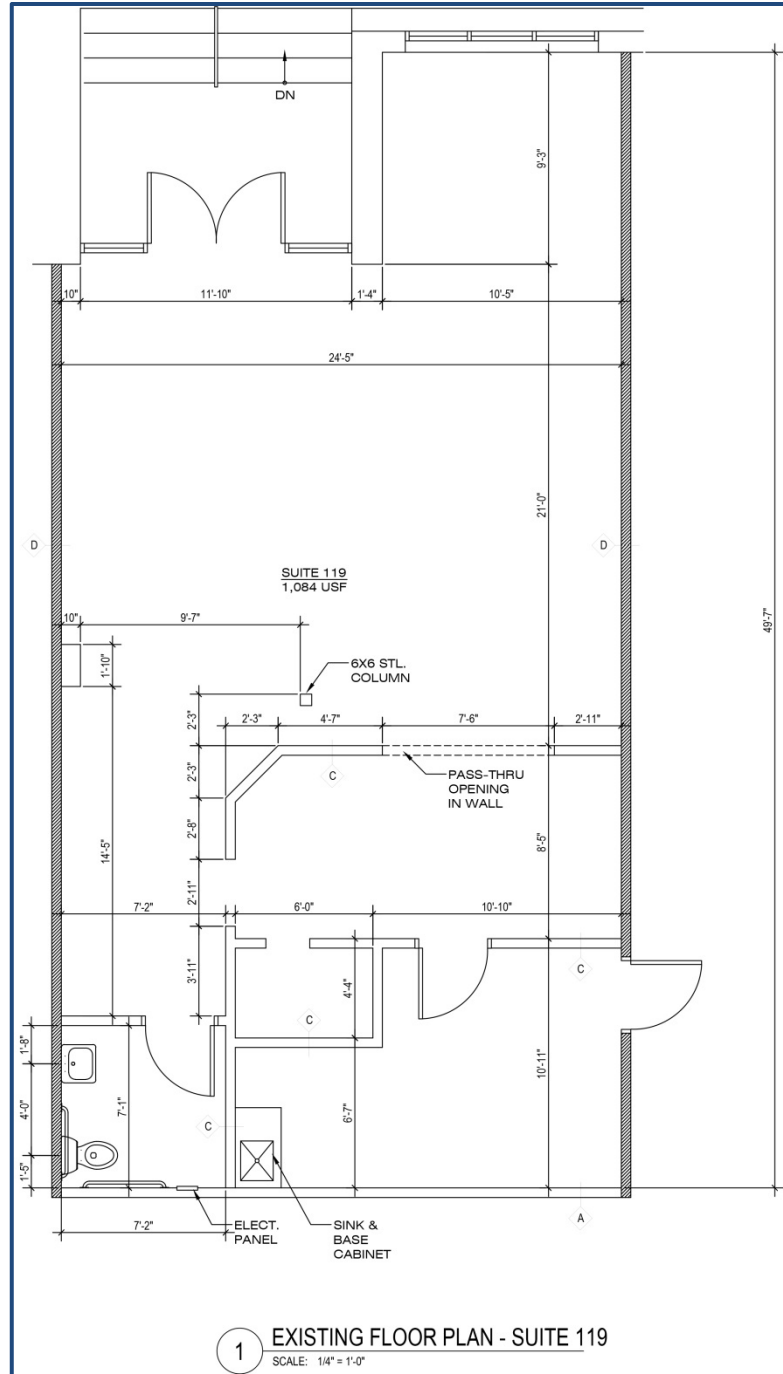 DN
9'-3"
10"
11'-10"
1'-4"
10'-5"
24'-5"
21'-0"
49'-7"
D
D
SUITE 119
1,084 USF
10"
9'-7"
1'-10"
6X6 STL.
COLUMN
2'-3"
2'-3"
4'-7"
7'-6"
2'-11"
2'-3"
C
PASS-THRU
OPENING
IN WALL
2'-8"
14'-5"
8'-5"
2'-11"
7'-2"
6'-0"
10'-10"
3'-11"
C
4'-4"
C
1'-8"
10'-11"
4'-0"
7'-1"
C
6'-7"
1'-5"
7'-2"
ELECT.
PANEL
SINK &
BASE
CABINET
A
1
EXISTING FLOOR PLAN - SUITE 119
SCALE: 1/4" = 1'-0"